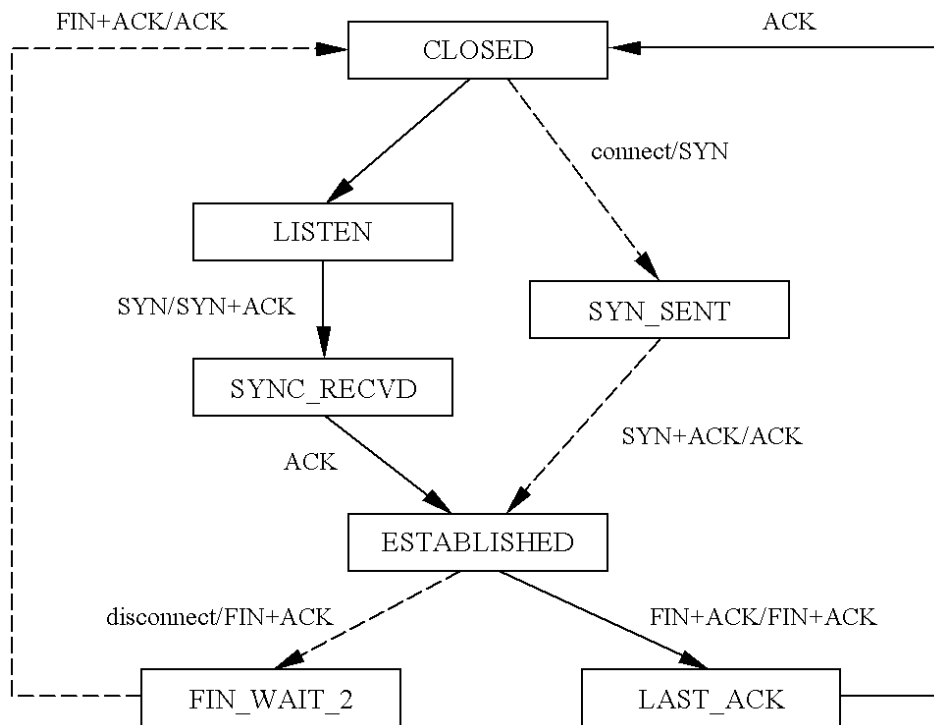 FIN+ACK/ACK
ACK
CLOSED
connect/SYN
LISTEN
SYN/SYN+ACK
SYN_SENT
SYNC_RECVD
SYN+ACK/ACK
ACK
ESTABLISHED
disconnect/FIN+ACK
FIN+ACK/FIN+ACK
FIN_WAIT_2
LAST_ACK